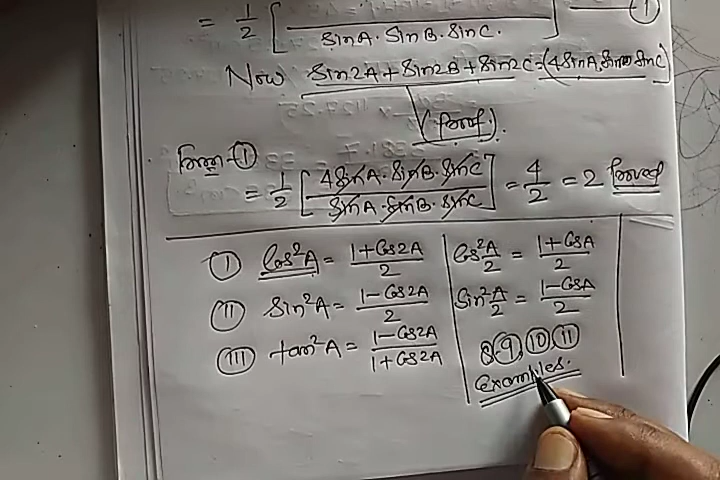 = 1/2 [ / sinA · sinB · sinC. ] — (1)
Now sin2A + sin2B + sin2C = (4sinA, sinB sinC)
(Proof).
From - (1)
= 1/2 [ 4sinA · sinB · sinC / sinA · sinB · sinC ] = 4/2 = 2 Proved
(I) Cos²A = 1+Cos2A / 2
(II) sin²A = 1-Cos2A / 2
(III) tan²A = 1-Cos2A / 1+Cos2A
Cos²A/2 = 1+CosA / 2
Sin²A/2 = 1-CosA / 2
8, (9), (10), (11)
Examples.